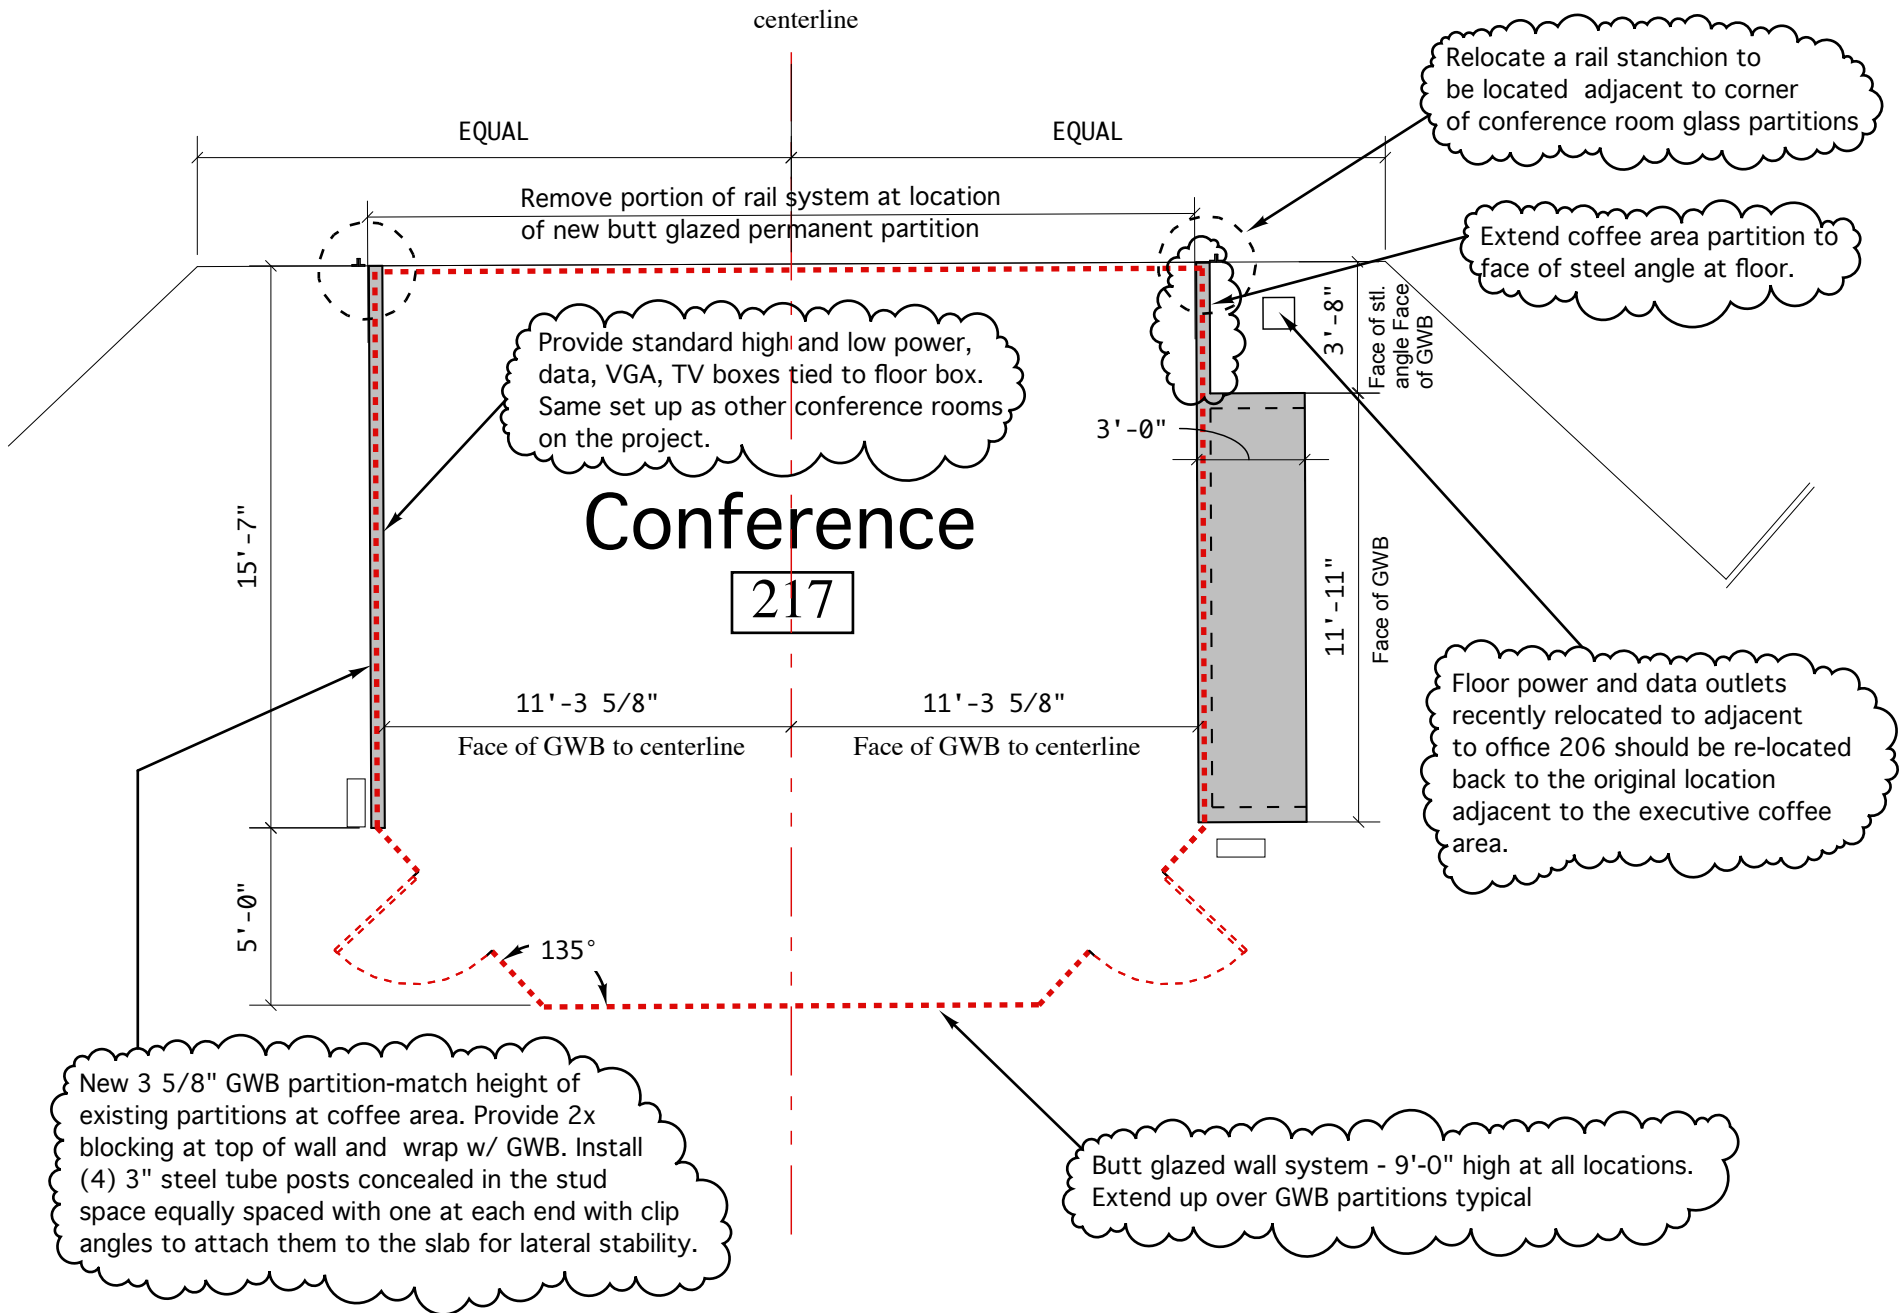 centerline
EQUAL
EQUAL
Relocate a rail stanchion to
be located  adjacent to corner
of conference room glass partitions
Remove portion of rail system at location
of new butt glazed permanent partition
Extend coffee area partition to
face of steel angle at floor.
3'-8"
Face of stl.
angle Face
of GWB
Provide standard high and low power,
data, VGA, TV boxes tied to floor box.
Same set up as other conference rooms
on the project.
3'-0"
Conference
217
15'-7"
11'-11"
Face of GWB
11'-3 5/8"
Face of GWB to centerline
11'-3 5/8"
Face of GWB to centerline
Floor power and data outlets
recently relocated to adjacent
to office 206 should be re-located
back to the original location
adjacent to the executive coffee
area.
5'-0"
135°
New 3 5/8" GWB partition-match height of
existing partitions at coffee area. Provide 2x
blocking at top of wall and  wrap w/ GWB. Install
(4) 3" steel tube posts concealed in the stud
space equally spaced with one at each end with clip
angles to attach them to the slab for lateral stability.
Butt glazed wall system - 9'-0" high at all locations.
Extend up over GWB partitions typical